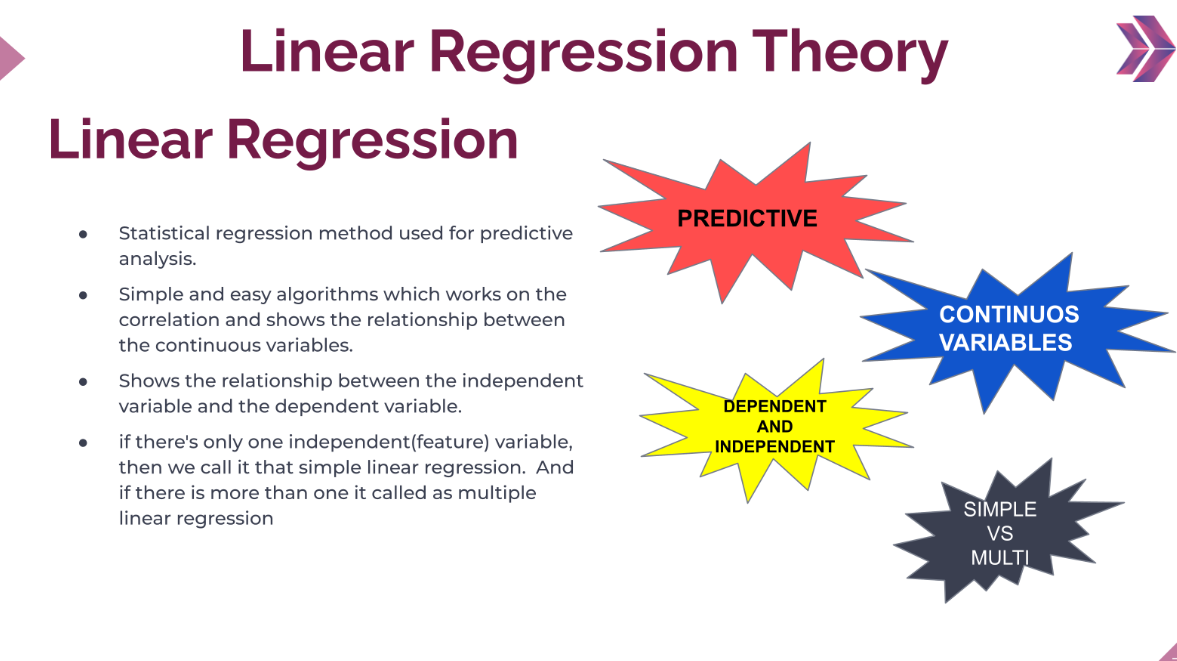 Linear Regression Theory
Linear Regression
● Statistical regression method used for predictive
analysis.
● Simple and easy algorithms which works on the
correlation and shows the relationship between
the continuous variables.
● Shows the relationship between the independent
variable and the dependent variable.
● if there's only one independent(feature) variable,
then we call it that simple linear regression.  And
if there is more than one it called as multiple
linear regression
PREDICTIVE
CONTINUOS
VARIABLES
DEPENDENT
AND
INDEPENDENT
SIMPLE
VS
MULTI